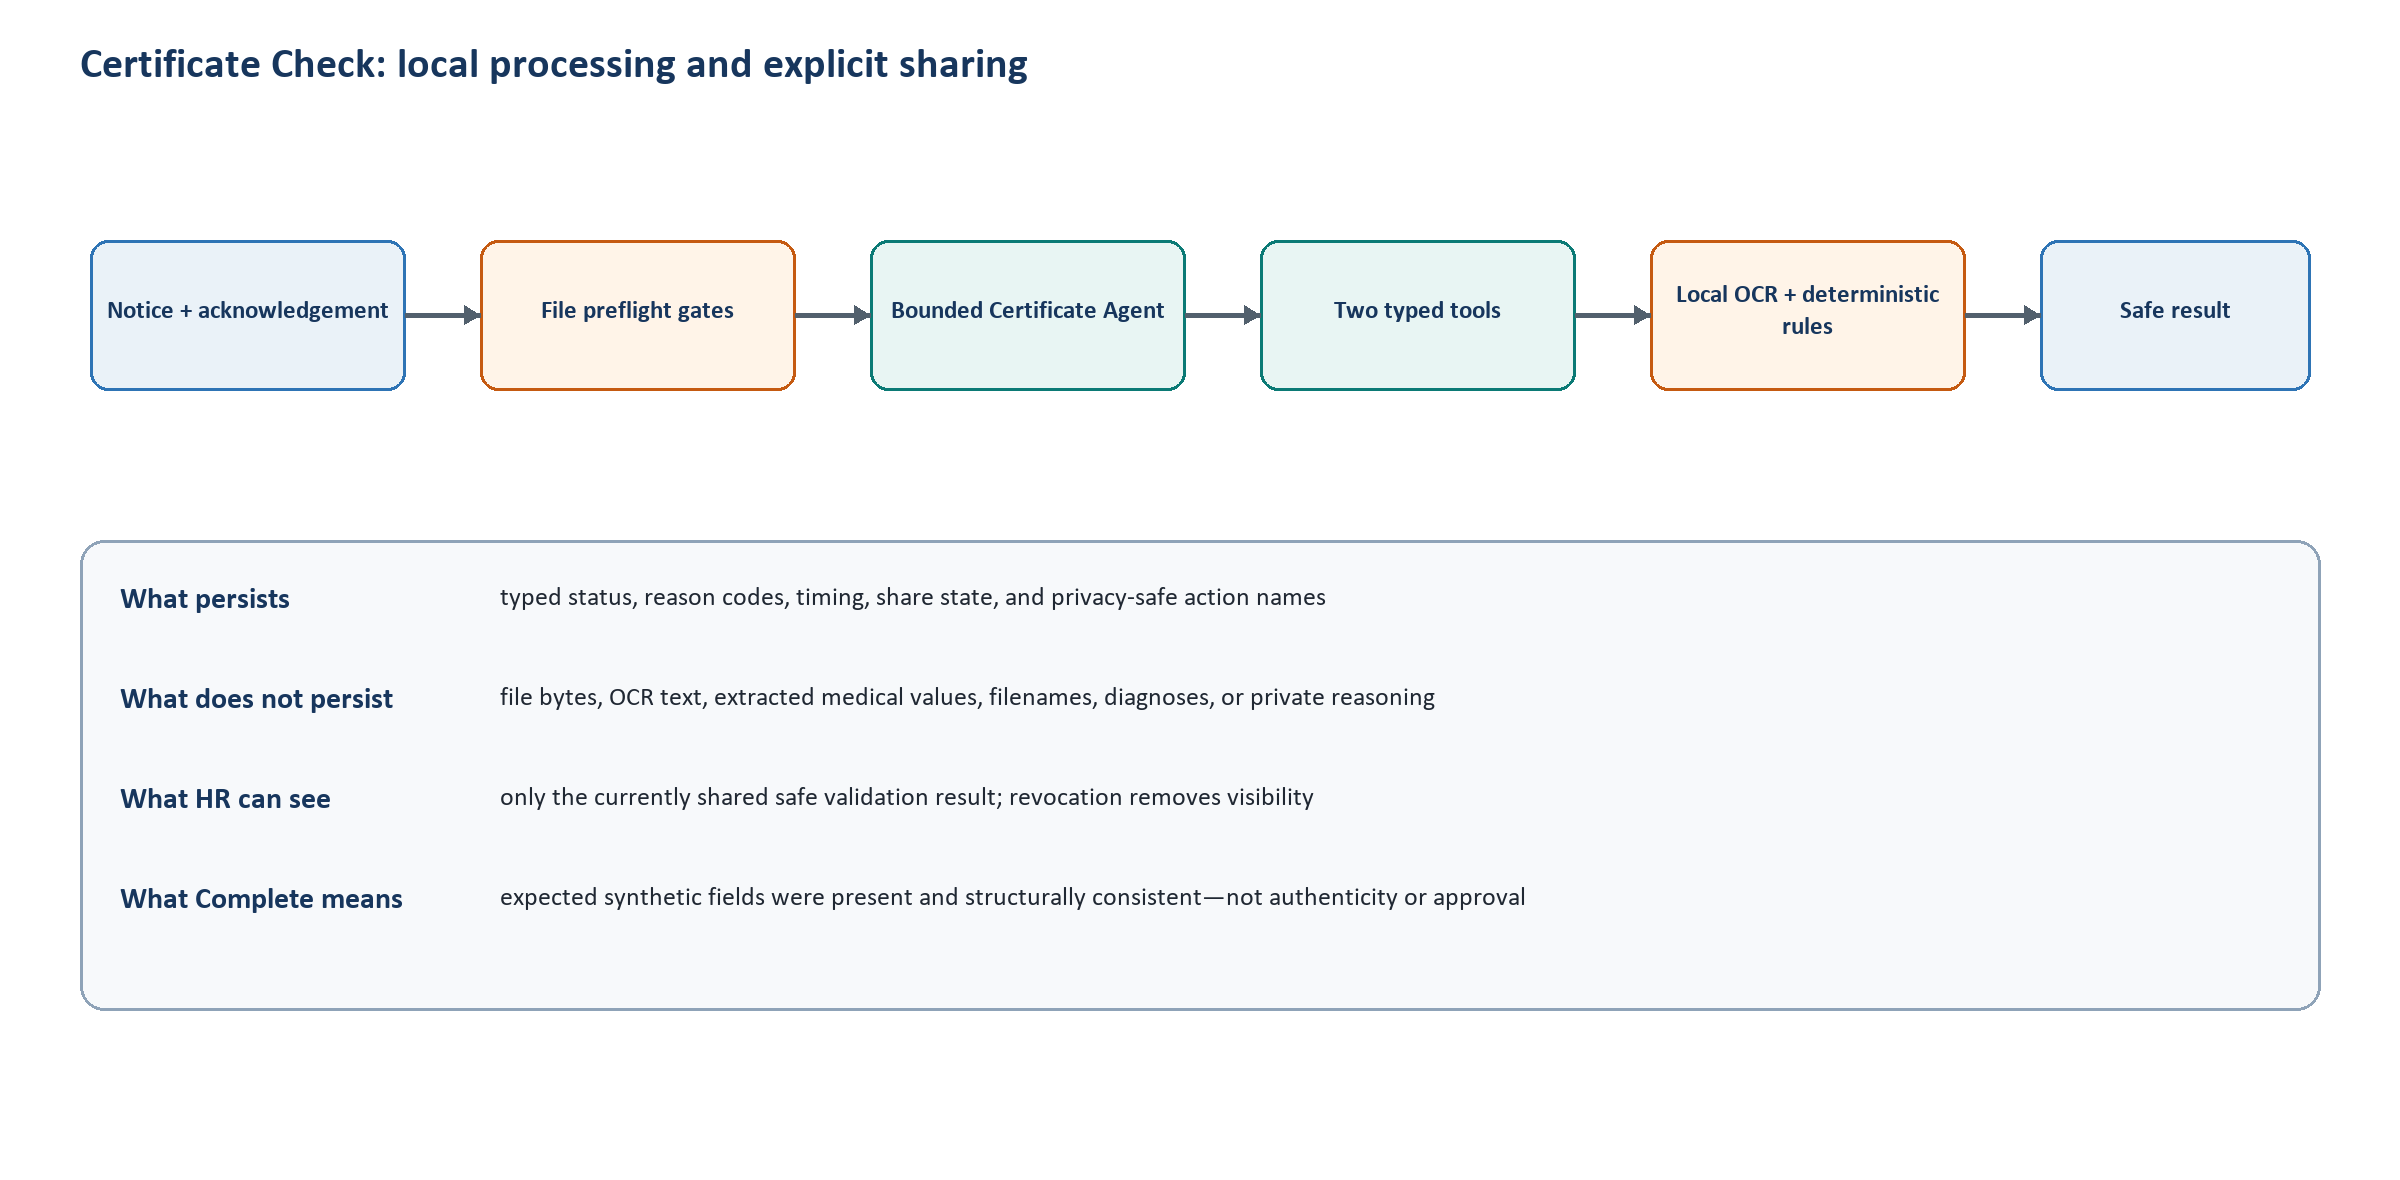 Certificate Check: local processing and explicit sharing
Notice + acknowledgement
File preflight gates
Bounded Certificate Agent
Two typed tools
Local OCR + deterministic
rules
Safe result
What persists
typed status, reason codes, timing, share state, and privacy-safe action names
What does not persist
file bytes, OCR text, extracted medical values, filenames, diagnoses, or private reasoning
What HR can see
only the currently shared safe validation result; revocation removes visibility
What Complete means
expected synthetic fields were present and structurally consistent—not authenticity or approval